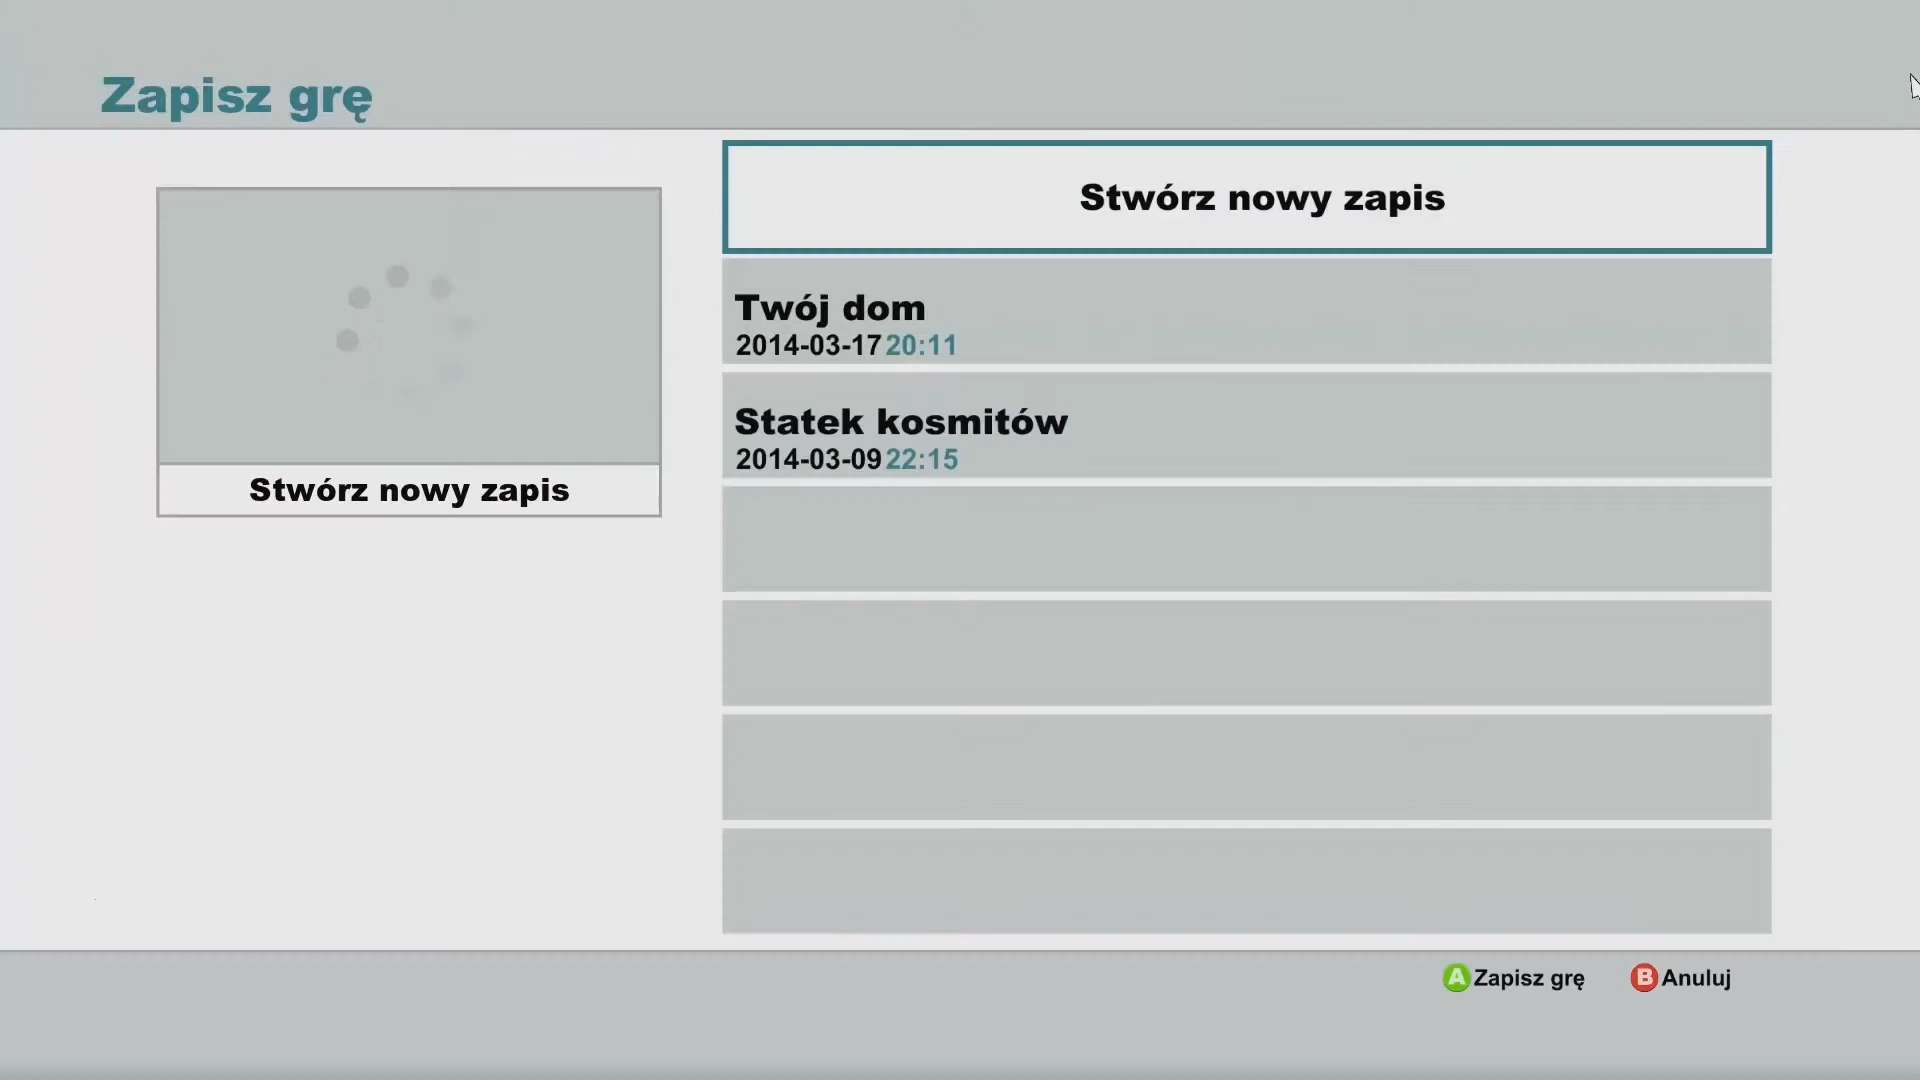 Zapisz grę
Stwórz nowy zapis
Stwórz nowy zapis
Twój dom
2014-03-17 20:11
Statek kosmitów
2014-03-09 22:15
A Zapisz grę
B Anuluj